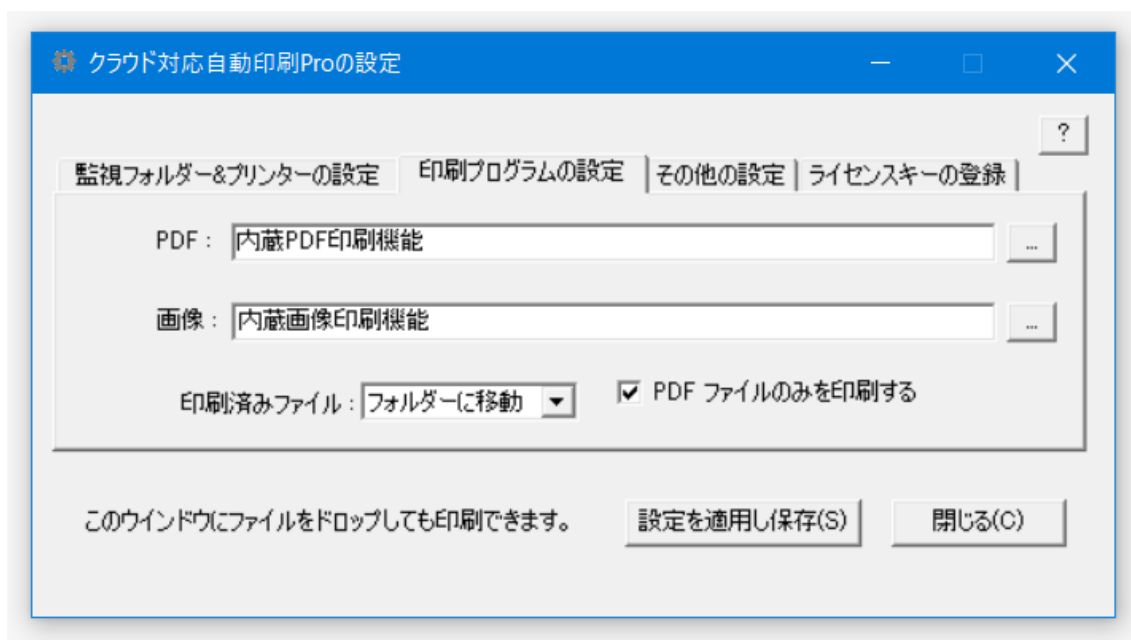 クラウド対応自動印刷Proの設定
?
監視フォルダー&プリンターの設定 印刷プログラムの設定 その他の設定 ライセンスキーの登録
PDF： 内蔵PDF印刷機能 ...
画像： 内蔵画像印刷機能 ...
印刷済みファイル： フォルダーに移動 PDF ファイルのみを印刷する
このウインドウにファイルをドロップしても印刷できます。 設定を適用し保存(S) 閉じる(C)